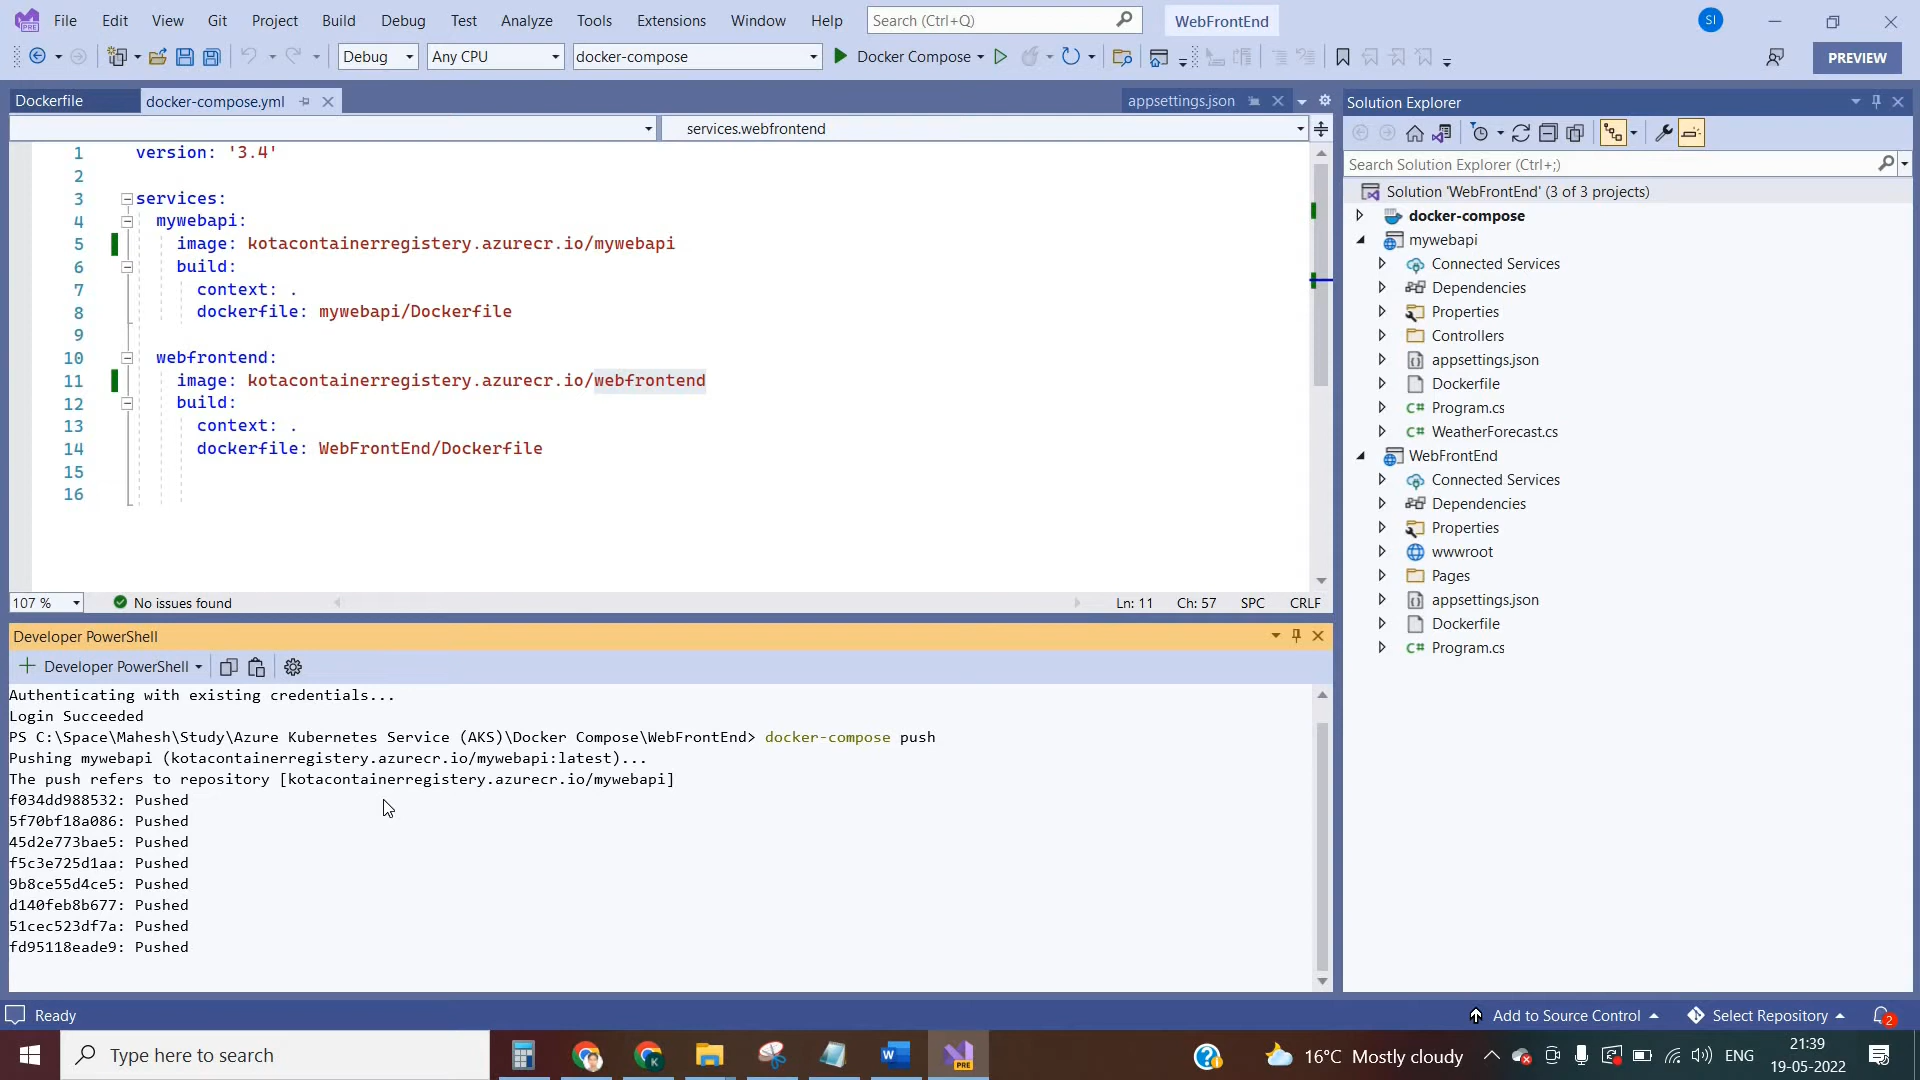 File Edit View Git Project Build Debug Test Analyze Tools Extensions Window Help Search (Ctrl+Q) WebFrontEnd SI
Debug Any CPU docker-compose Docker Compose PREVIEW
Dockerfile docker-compose.yml appsettings.json
services.webfrontend
1 version: '3.4'
2
3 services:
4 mywebapi:
5 image: kotacontainerregistery.azurecr.io/mywebapi
6 build:
7 context: .
8 dockerfile: mywebapi/Dockerfile
9
10 webfrontend:
11 image: kotacontainerregistery.azurecr.io/webfrontend
12 build:
13 context: .
14 dockerfile: WebFrontEnd/Dockerfile
15
16
107 % No issues found Ln: 11 Ch: 57 SPC CRLF
Developer PowerShell
Developer PowerShell
Authenticating with existing credentials...
Login Succeeded
PS C:\Space\Mahesh\Study\Azure Kubernetes Service (AKS)\Docker Compose\WebFrontEnd> docker-compose push
Pushing mywebapi (kotacontainerregistery.azurecr.io/mywebapi:latest)...
The push refers to repository [kotacontainerregistery.azurecr.io/mywebapi]
f034dd988532: Pushed
5f70bf18a086: Pushed
45d2e773bae5: Pushed
f5c3e725d1aa: Pushed
9b8ce55d4ce5: Pushed
d140feb8b677: Pushed
51cec523df7a: Pushed
fd95118eade9: Pushed
Solution Explorer
Search Solution Explorer (Ctrl+;)
Solution 'WebFrontEnd' (3 of 3 projects)
docker-compose
mywebapi
Connected Services
Dependencies
Properties
Controllers
appsettings.json
Dockerfile
C# Program.cs
C# WeatherForecast.cs
WebFrontEnd
Connected Services
Dependencies
Properties
wwwroot
Pages
appsettings.json
Dockerfile
C# Program.cs
Ready Add to Source Control Select Repository 2
Type here to search 16°C Mostly cloudy ENG 21:39
19-05-2022